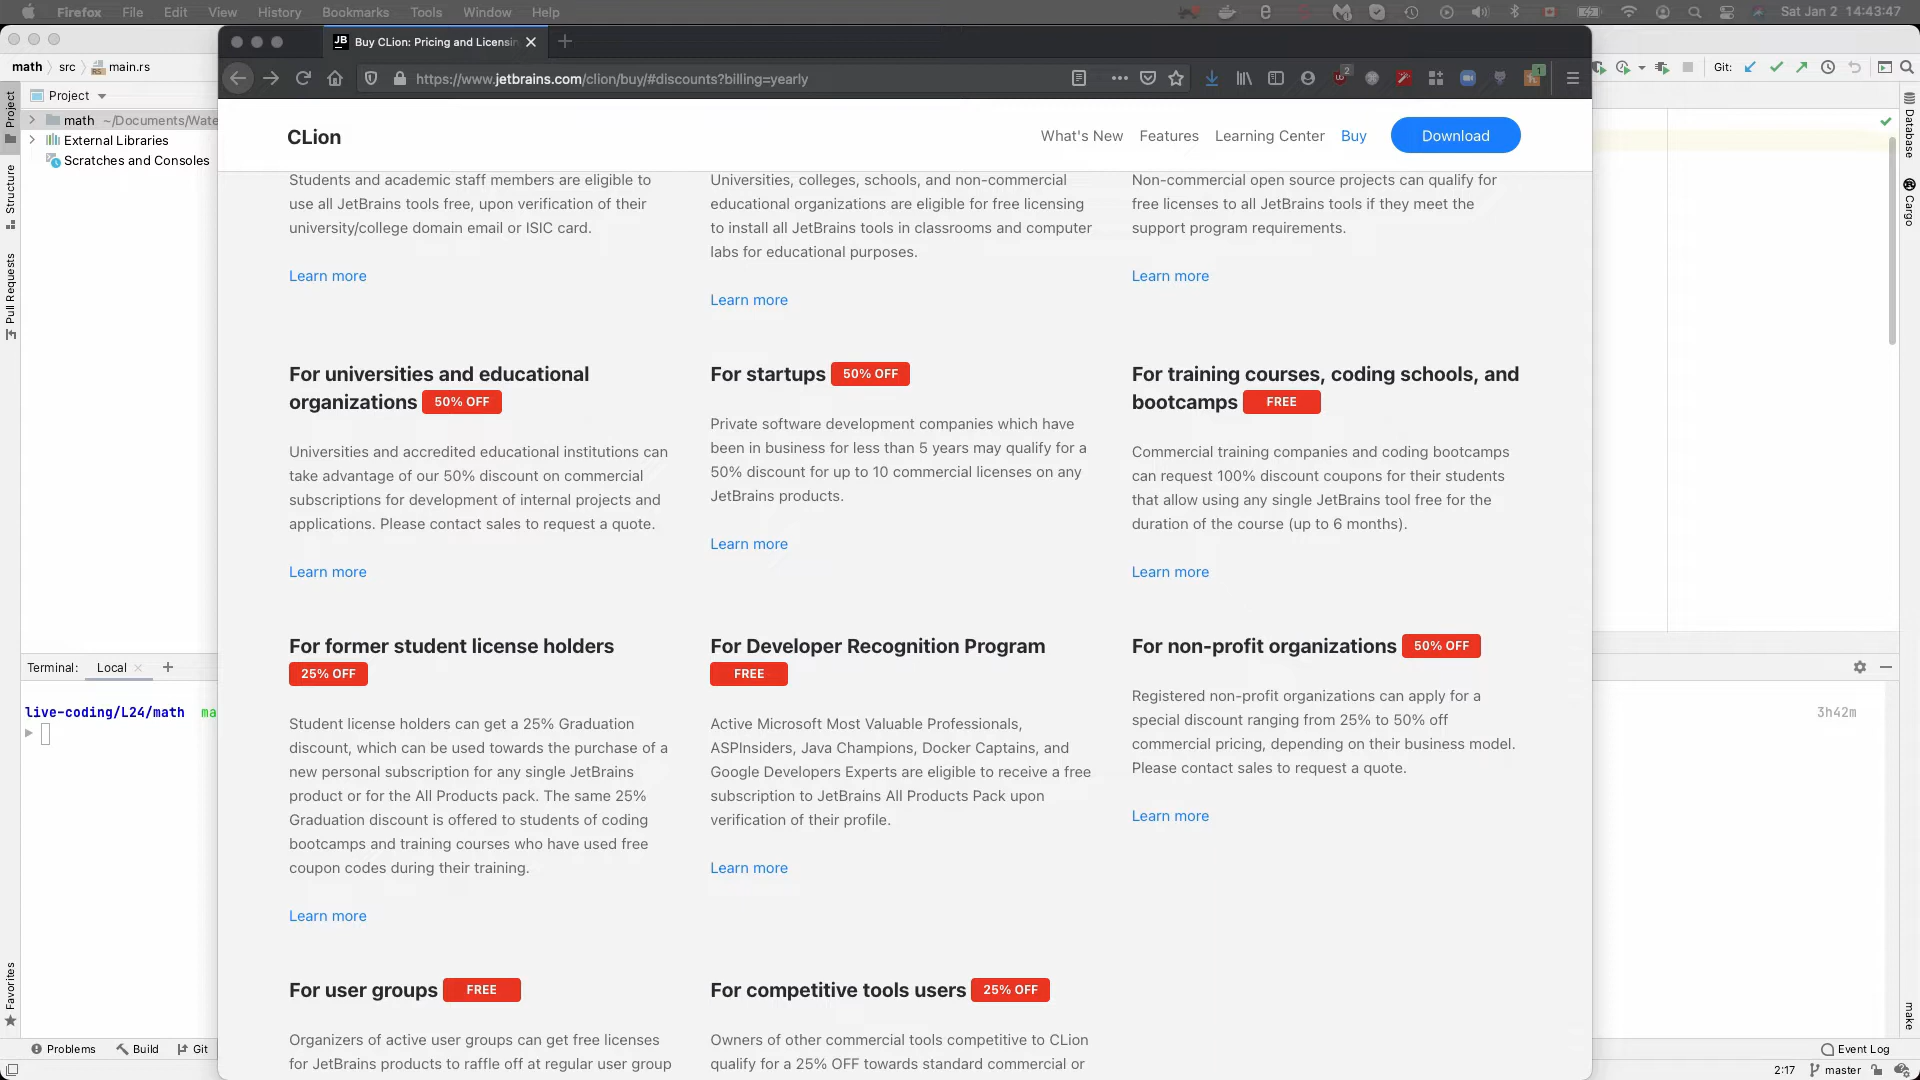 Firefox File Edit View History Bookmarks Tools Window Help
Sat Jan 2 14:43:47
Buy CLion: Pricing and Licensin
math src main.rs
https://www.jetbrains.com/clion/buy/#discounts?billing=yearly
2
1
Git:
Project
math ~/Documents/Wate
External Libraries
Scratches and Consoles
Project
Structure
Pull Requests
Favorites
Database
Cargo
make
CLion
What's New Features Learning Center Buy Download
Students and academic staff members are eligible to
use all JetBrains tools free, upon verification of their
university/college domain email or ISIC card.
Learn more
Universities, colleges, schools, and non-commercial
educational organizations are eligible for free licensing
to install all JetBrains tools in classrooms and computer
labs for educational purposes.
Learn more
Non-commercial open source projects can qualify for
free licenses to all JetBrains tools if they meet the
support program requirements.
Learn more
For universities and educational
organizations 50% OFF
Universities and accredited educational institutions can
take advantage of our 50% discount on commercial
subscriptions for development of internal projects and
applications. Please contact sales to request a quote.
Learn more
For startups 50% OFF
Private software development companies which have
been in business for less than 5 years may qualify for a
50% discount for up to 10 commercial licenses on any
JetBrains products.
Learn more
For training courses, coding schools, and
bootcamps FREE
Commercial training companies and coding bootcamps
can request 100% discount coupons for their students
that allow using any single JetBrains tool free for the
duration of the course (up to 6 months).
Learn more
For former student license holders
25% OFF
Student license holders can get a 25% Graduation
discount, which can be used towards the purchase of a
new personal subscription for any single JetBrains
product or for the All Products pack. The same 25%
Graduation discount is offered to students of coding
bootcamps and training courses who have used free
coupon codes during their training.
Learn more
For Developer Recognition Program
FREE
Active Microsoft Most Valuable Professionals,
ASPInsiders, Java Champions, Docker Captains, and
Google Developers Experts are eligible to receive a free
subscription to JetBrains All Products Pack upon
verification of their profile.
Learn more
For non-profit organizations 50% OFF
Registered non-profit organizations can apply for a
special discount ranging from 25% to 50% off
commercial pricing, depending on their business model.
Please contact sales to request a quote.
Learn more
For user groups FREE
Organizers of active user groups can get free licenses
for JetBrains products to raffle off at regular user group
For competitive tools users 25% OFF
Owners of other commercial tools competitive to CLion
qualify for a 25% OFF towards standard commercial or
Terminal: Local
live-coding/L24/math ma
3h42m
Problems Build Git
Event Log
2:17 master